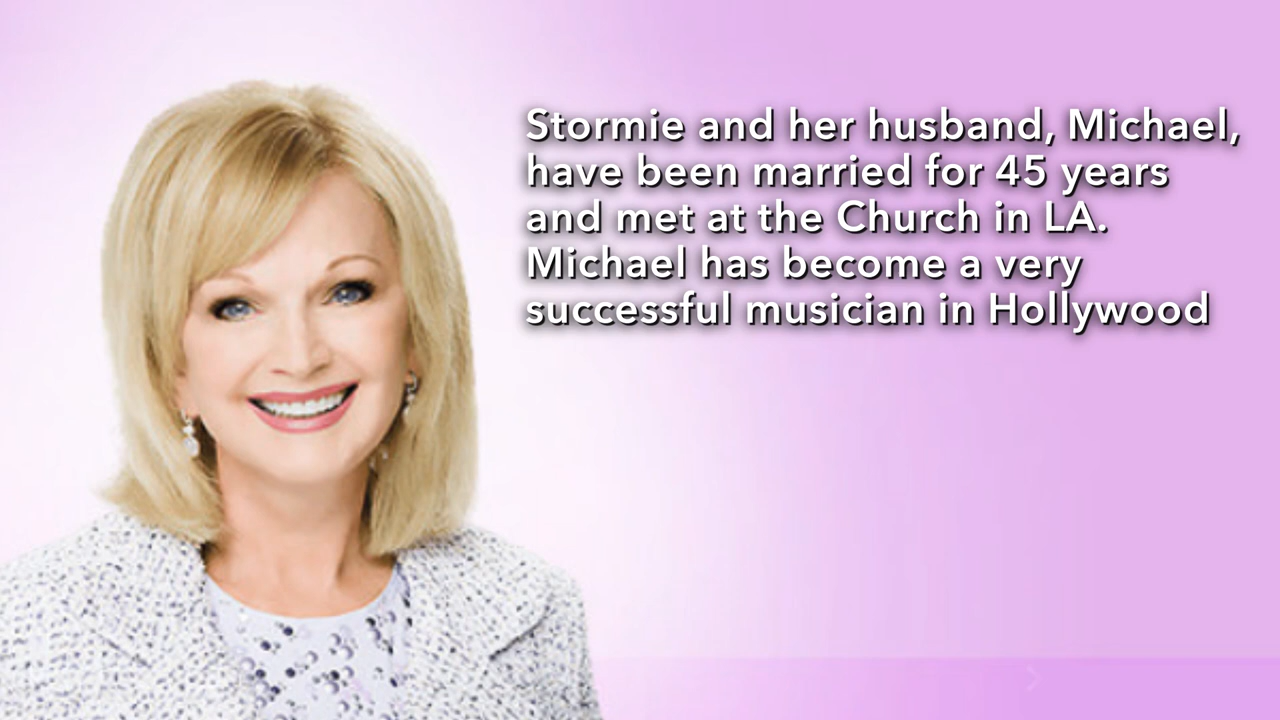 Stormie and her husband, Michael,
have been married for 45 years
and met at the Church in LA.
Michael has become a very
successful musician in Hollywood